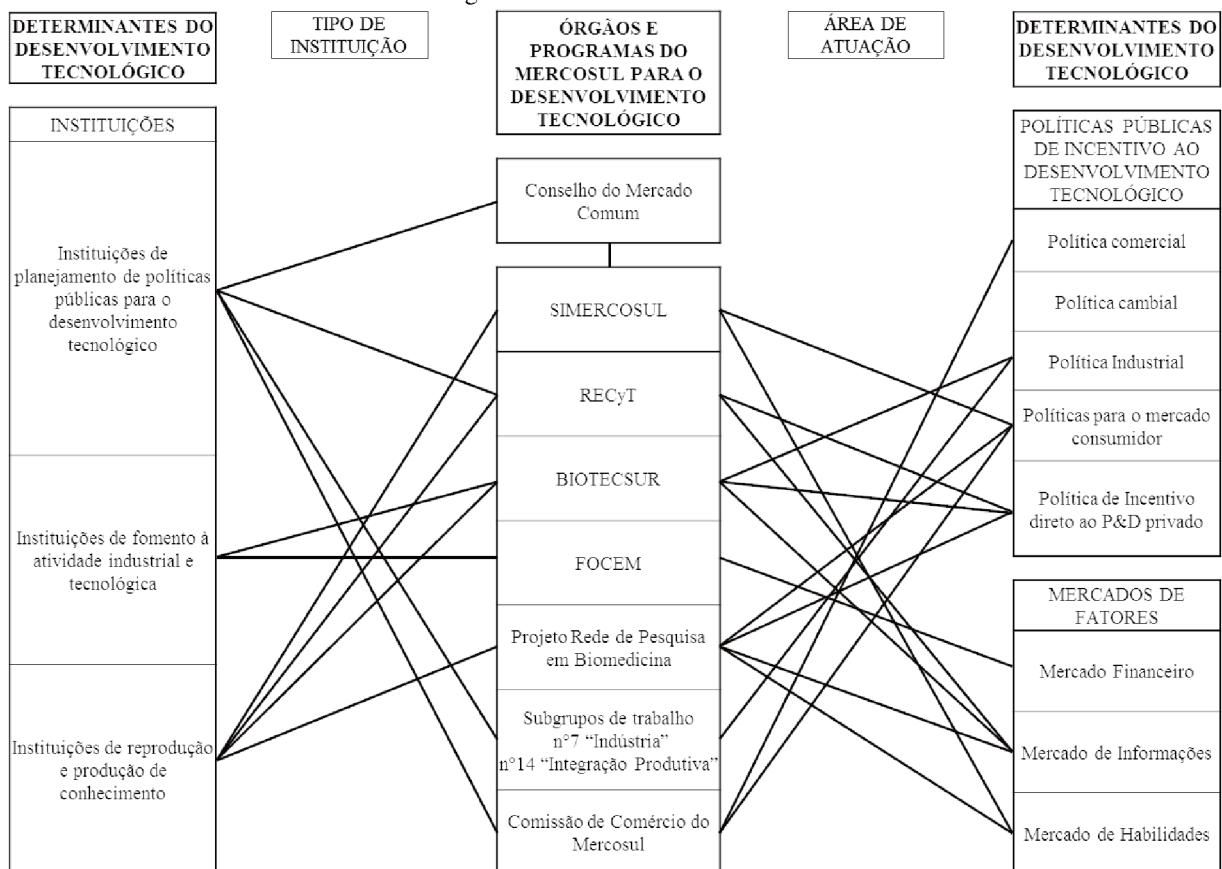 DETERMINANTES DO
DESENVOLVIMENTO
TECNOLÓGICO
INSTITUIÇÕES
Instituições de
planejamento de políticas
públicas para o
desenvolvimento
tecnológico
Instituições de fomento à
atividade industrial e
tecnológica
Instituições de reprodução
e produção de
conhecimento
TIPO DE
INSTITUIÇÃO
ÓRGÃOS E
PROGRAMAS DO
MERCOSUL PARA O
DESENVOLVIMENTO
TECNOLÓGICO
Conselho do Mercado
Comum
SIMERCOSUL
RECyT
BIOTECSUR
FOCEM
Projeto Rede de Pesquisa
em Biomedicina
Subgrupos de trabalho
n°7 “Indústria”
n°14 “Integração Produtiva”
Comissão de Comércio do
Mercosul
ÁREA DE
ATUAÇÃO
DETERMINANTES DO
DESENVOLVIMENTO
TECNOLÓGICO
POLÍTICAS PÚBLICAS
DE INCENTIVO AO
DESENVOLVIMENTO
TECNOLÓGICO
Política comercial
Política cambial
Política Industrial
Políticas para o mercado
consumidor
Política de Incentivo
direto ao P&D privado
MERCADOS DE
FATORES
Mercado Financeiro
Mercado de Informações
Mercado de Habilidades